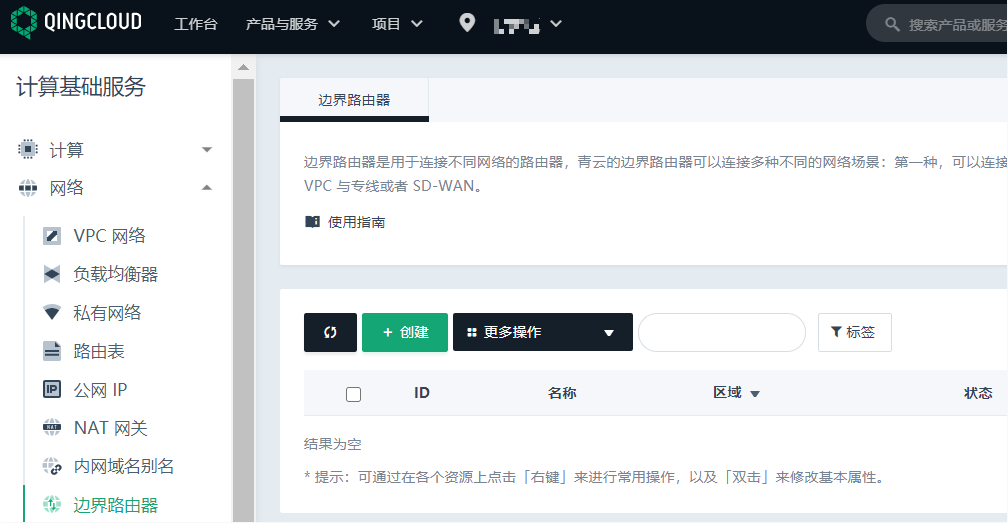 QINGCLOUD 工作台 产品与服务 项目 搜索产品或服务
计算基础服务
计算
网络
VPC 网络
负载均衡器
私有网络
路由表
公网 IP
NAT 网关
内网域名别名
边界路由器
边界路由器
边界路由器是用于连接不同网络的路由器，青云的边界路由器可以连接多种不同的网络场景：第一种，可以连接
VPC 与专线或者 SD-WAN。
使用指南
+ 创建 更多操作 标签
ID 名称 区域 状态
结果为空
* 提示：可通过在各个资源上点击「右键」来进行常用操作，以及「双击」来修改基本属性。